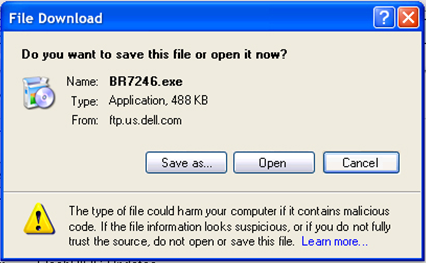 File Download
Do you want to save this file or open it now?
Name: BR7246.exe
Type: Application, 488 KB
From: ftp.us.dell.com
Save as... Open Cancel
The type of file could harm your computer if it contains malicious
code. If the file information looks suspicious, or if you do not fully
trust the source, do not open or save this file. Learn more...